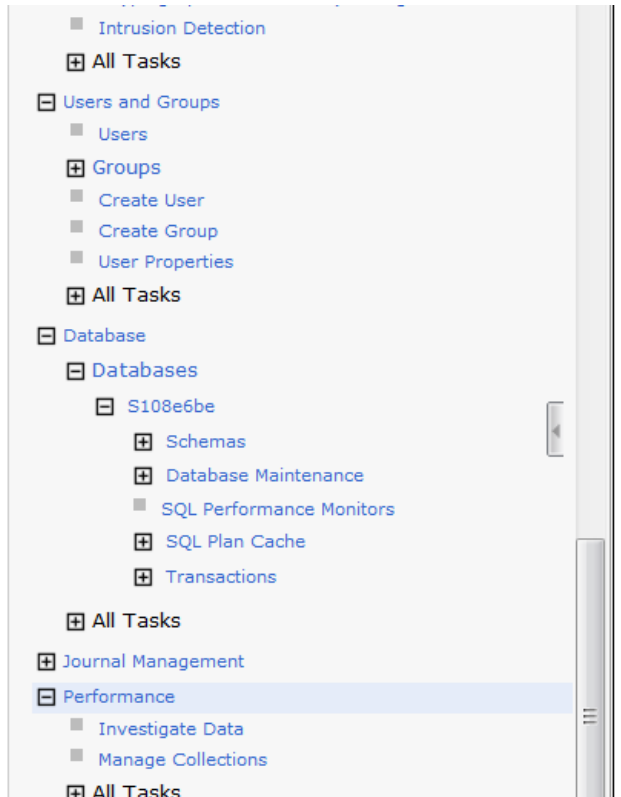 Intrusion Detection
All Tasks
Users and Groups
Users
Groups
Create User
Create Group
User Properties
All Tasks
Database
Databases
S108e6be
Schemas
Database Maintenance
SQL Performance Monitors
SQL Plan Cache
Transactions
All Tasks
Journal Management
Performance
Investigate Data
Manage Collections
All Tasks